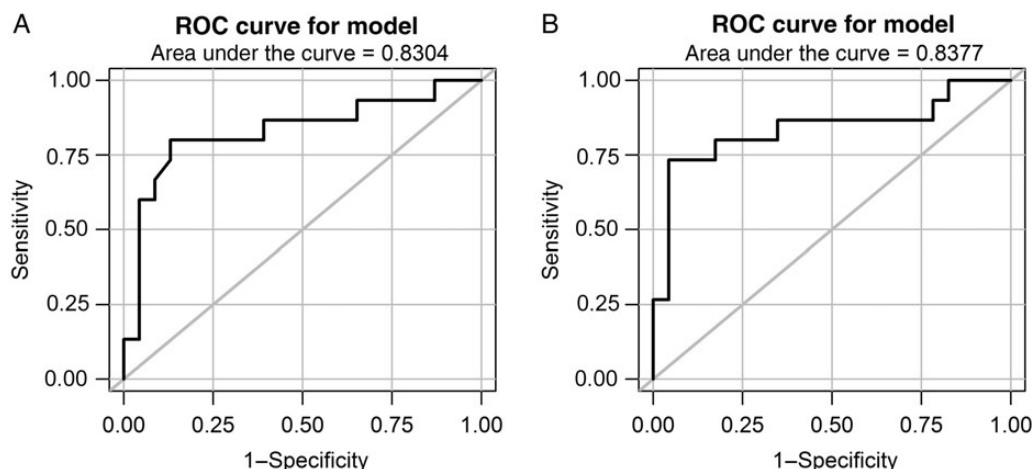 A
ROC curve for model
Area under the curve = 0.8304
1.00
0.75
0.50
0.25
0.00
Sensitivity
0.00 0.25 0.50 0.75 1.00
1–Specificity
B
ROC curve for model
Area under the curve = 0.8377
1.00
0.75
0.50
0.25
0.00
Sensitivity
0.00 0.25 0.50 0.75 1.00
1–Specificity